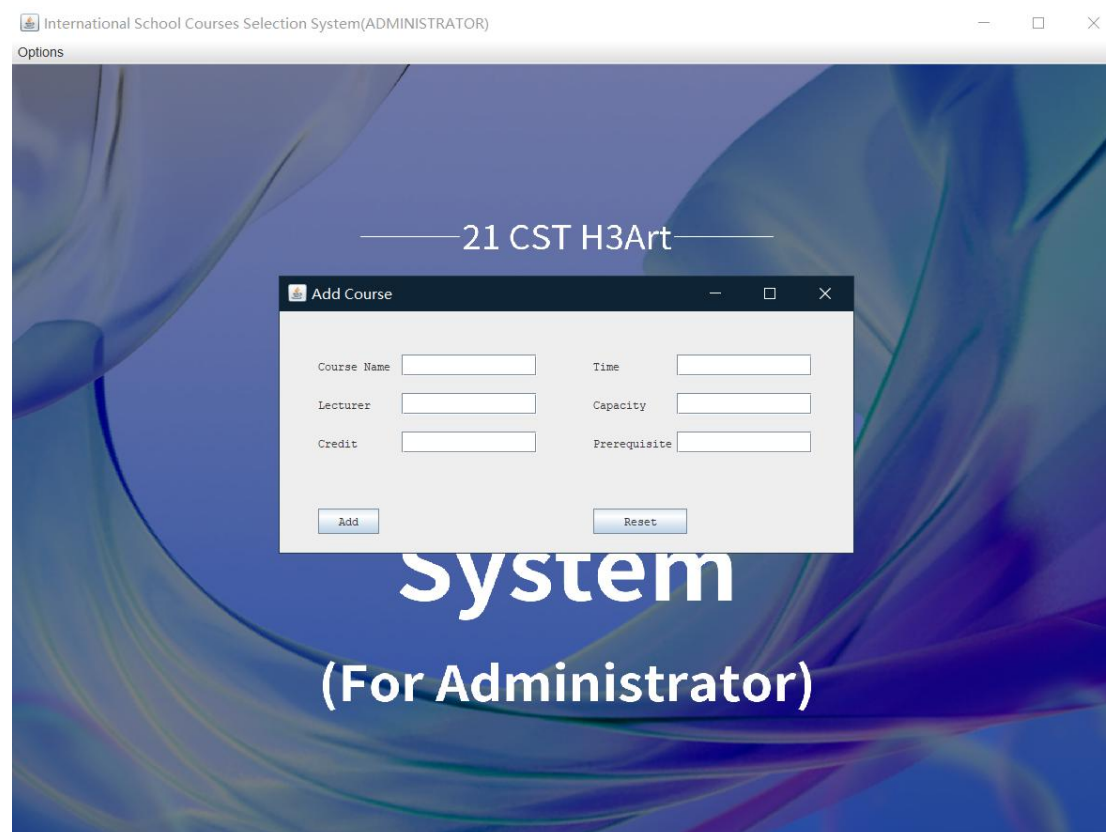 International School Courses Selection System(ADMINISTRATOR)
Options
21 CST H3Art
Add Course
Course Name
Time
Lecturer
Capacity
Credit
Prerequisite
Add
Reset
System
(For Administrator)